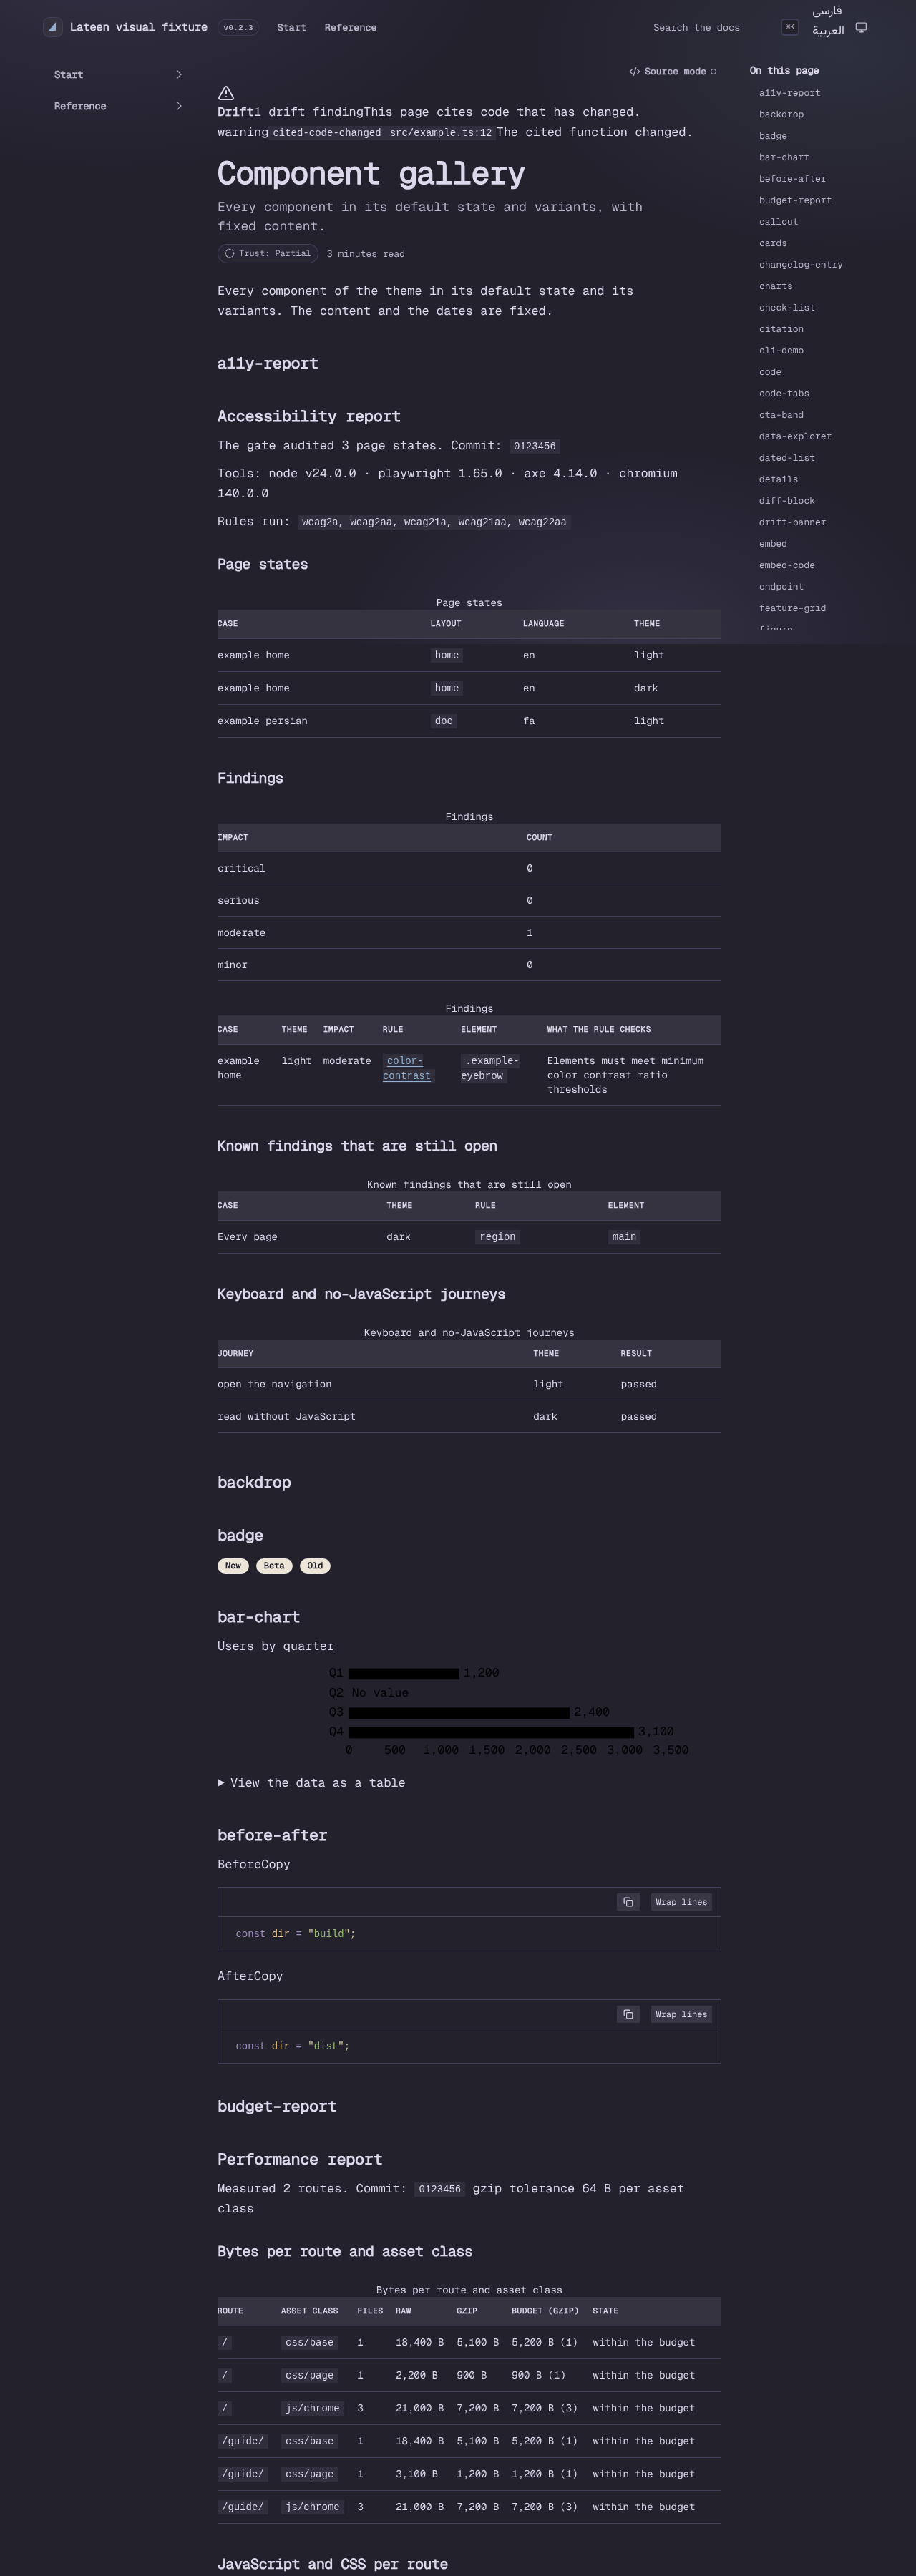 Lateen visual fixture v0.2.3 Start Reference Search the docs ⌘K فارسی العربية
Start
Reference
Source mode
On this page
a11y-report
backdrop
badge
bar-chart
before-after
budget-report
callout
cards
changelog-entry
charts
check-list
citation
cli-demo
code
code-tabs
cta-band
data-explorer
dated-list
details
diff-block
drift-banner
embed
embed-code
endpoint
feature-grid
figure
Drift1 drift findingThis page cites code that has changed.
warning cited-code-changed src/example.ts:12 The cited function changed.
Component gallery
Every component in its default state and variants, with
fixed content.
Trust: Partial 3 minutes read
Every component of the theme in its default state and its
variants. The content and the dates are fixed.
a11y-report
Accessibility report
The gate audited 3 page states. Commit: 0123456
Tools: node v24.0.0 · playwright 1.65.0 · axe 4.14.0 · chromium
140.0.0
Rules run: wcag2a, wcag2aa, wcag21a, wcag21aa, wcag22aa
Page states
Page states
CASE LAYOUT LANGUAGE THEME
example home home en light
example home home en dark
example persian doc fa light
Findings
Findings
IMPACT COUNT
critical 0
serious 0
moderate 1
minor 0
Findings
CASE THEME IMPACT RULE ELEMENT WHAT THE RULE CHECKS
example light moderate color- .example- Elements must meet minimum
home contrast eyebrow color contrast ratio
thresholds
Known findings that are still open
Known findings that are still open
CASE THEME RULE ELEMENT
Every page dark region main
Keyboard and no-JavaScript journeys
Keyboard and no-JavaScript journeys
JOURNEY THEME RESULT
open the navigation light passed
read without JavaScript dark passed
backdrop
badge
New Beta Old
bar-chart
Users by quarter
Q1 1,200
Q2 No value
Q3 2,400
Q4 3,100
0 500 1,000 1,500 2,000 2,500 3,000 3,500
View the data as a table
before-after
BeforeCopy
Wrap lines
const dir = "build";
AfterCopy
Wrap lines
const dir = "dist";
budget-report
Performance report
Measured 2 routes. Commit: 0123456 gzip tolerance 64 B per asset
class
Bytes per route and asset class
Bytes per route and asset class
ROUTE ASSET CLASS FILES RAW GZIP BUDGET (GZIP) STATE
/ css/base 1 18,400 B 5,100 B 5,200 B (1) within the budget
/ css/page 1 2,200 B 900 B 900 B (1) within the budget
/ js/chrome 3 21,000 B 7,200 B 7,200 B (3) within the budget
/guide/ css/base 1 18,400 B 5,100 B 5,200 B (1) within the budget
/guide/ css/page 1 3,100 B 1,200 B 1,200 B (1) within the budget
/guide/ js/chrome 3 21,000 B 7,200 B 7,200 B (3) within the budget
JavaScript and CSS per route